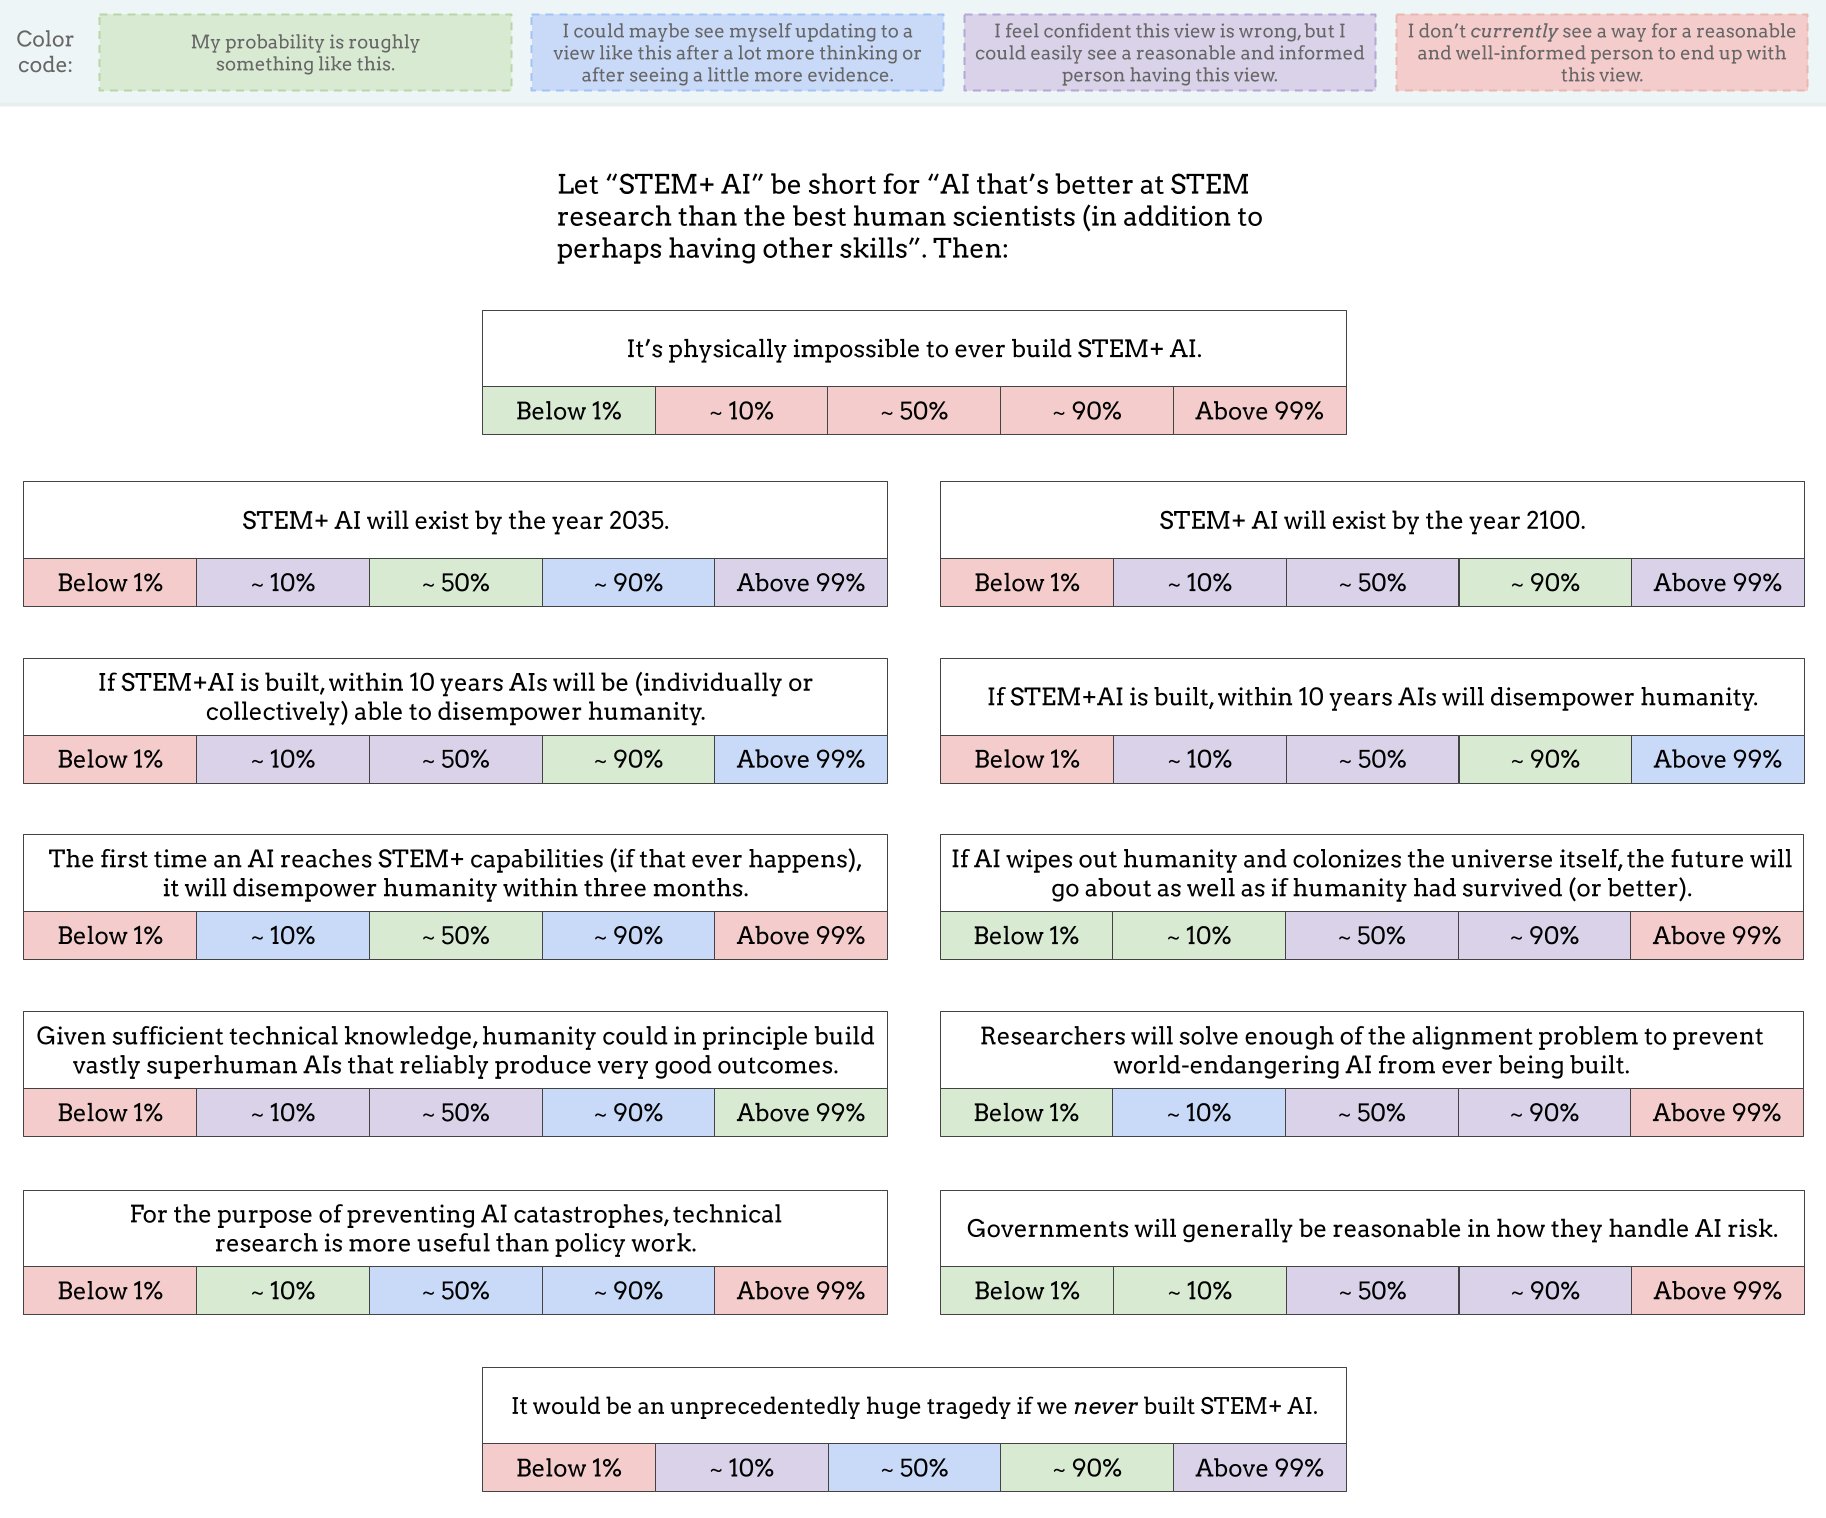 Color
code:
My probability is roughly
something like this.
I could maybe see myself updating to a
view like this after a lot more thinking or
after seeing a little more evidence.
I feel confident this view is wrong, but I
could easily see a reasonable and informed
person having this view.
I don't currently see a way for a reasonable
and well-informed person to end up with
this view.
Let “STEM+ AI” be short for “AI that's better at STEM
research than the best human scientists (in addition to
perhaps having other skills”. Then:
It's physically impossible to ever build STEM+ AI.
Below 1% ~ 10% ~ 50% ~ 90% Above 99%
STEM+ AI will exist by the year 2035.
Below 1% ~ 10% ~ 50% ~ 90% Above 99%
STEM+ AI will exist by the year 2100.
Below 1% ~ 10% ~ 50% ~ 90% Above 99%
If STEM+AI is built, within 10 years AIs will be (individually or
collectively) able to disempower humanity.
Below 1% ~ 10% ~ 50% ~ 90% Above 99%
If STEM+AI is built, within 10 years AIs will disempower humanity.
Below 1% ~ 10% ~ 50% ~ 90% Above 99%
The first time an AI reaches STEM+ capabilities (if that ever happens),
it will disempower humanity within three months.
Below 1% ~ 10% ~ 50% ~ 90% Above 99%
If AI wipes out humanity and colonizes the universe itself, the future will
go about as well as if humanity had survived (or better).
Below 1% ~ 10% ~ 50% ~ 90% Above 99%
Given sufficient technical knowledge, humanity could in principle build
vastly superhuman AIs that reliably produce very good outcomes.
Below 1% ~ 10% ~ 50% ~ 90% Above 99%
Researchers will solve enough of the alignment problem to prevent
world-endangering AI from ever being built.
Below 1% ~ 10% ~ 50% ~ 90% Above 99%
For the purpose of preventing AI catastrophes, technical
research is more useful than policy work.
Below 1% ~ 10% ~ 50% ~ 90% Above 99%
Governments will generally be reasonable in how they handle AI risk.
Below 1% ~ 10% ~ 50% ~ 90% Above 99%
It would be an unprecedentedly huge tragedy if we never built STEM+ AI.
Below 1% ~ 10% ~ 50% ~ 90% Above 99%